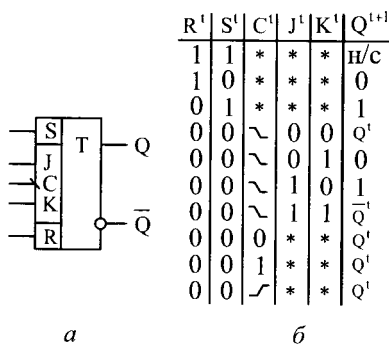 R^t S^t C^t J^t K^t Q^{t+1}
1 1 * * * н/с
1 0 * * * 0
0 1 * * * 1
0 0 0 0 Q^t
0 0 0 1 0
0 0 1 0 1
0 0 1 1 Q̅^t
0 0 0 * * Q^t
0 0 1 * * Q^t
0 0 * * Q^t
S T Q
J
C
K Q̅
R
а б